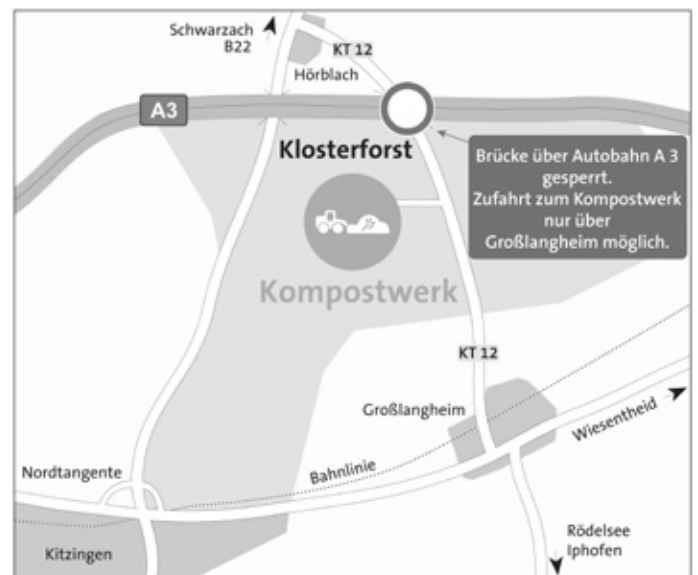 Schwarzach
B22
KT 12
Hörblach
A3
Klosterforst
Brücke über Autobahn A 3
gesperrt.
Zufahrt zum Kompostwerk
nur über
Großlangheim möglich.
Kompostwerk
KT 12
Großlangheim
Wiesentheid
Bahnlinie
Nordtangente
Kitzingen
Rödelsee
Iphofen